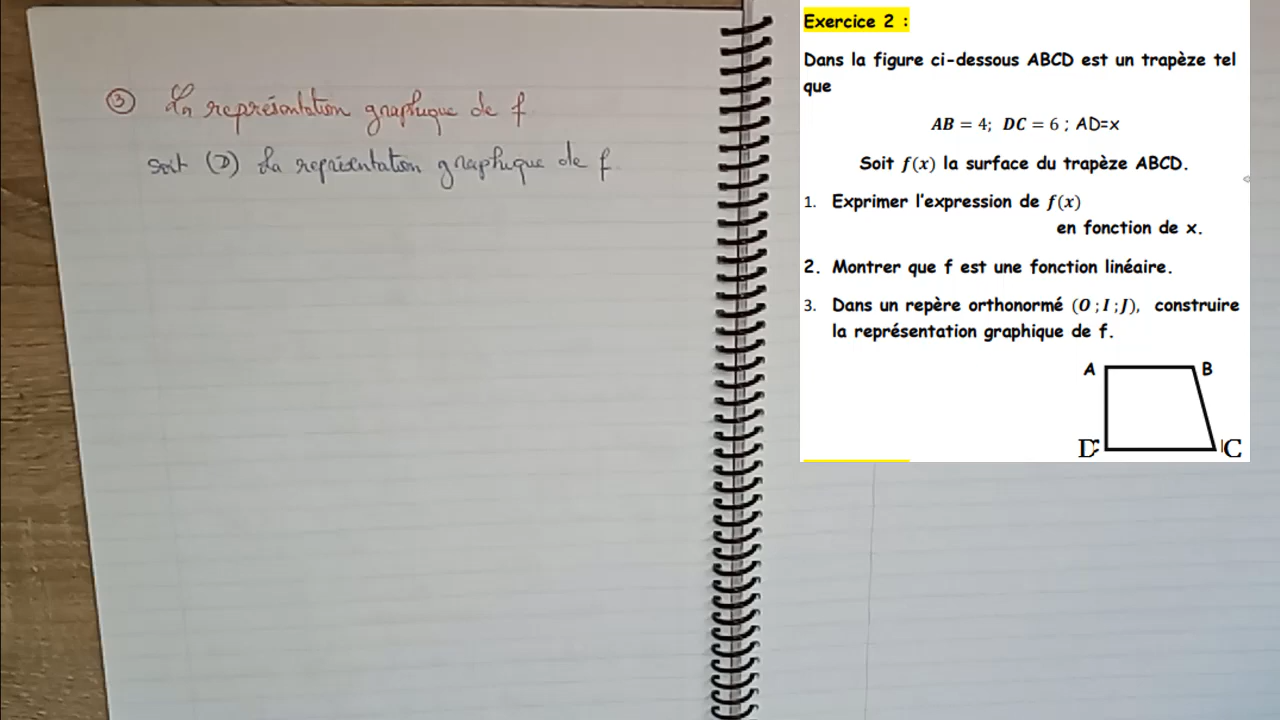 ③ La représentation graphique de f
soit (D) La représentation graphique de f
Exercice 2 :
Dans la figure ci-dessous ABCD est un trapèze tel
que
AB = 4; DC = 6 ; AD=x
Soit f(x) la surface du trapèze ABCD.
1. Exprimer l'expression de f(x)
en fonction de x.
2. Montrer que f est une fonction linéaire.
3. Dans un repère orthonormé (O ; I ; J), construire
la représentation graphique de f.
A B
D C